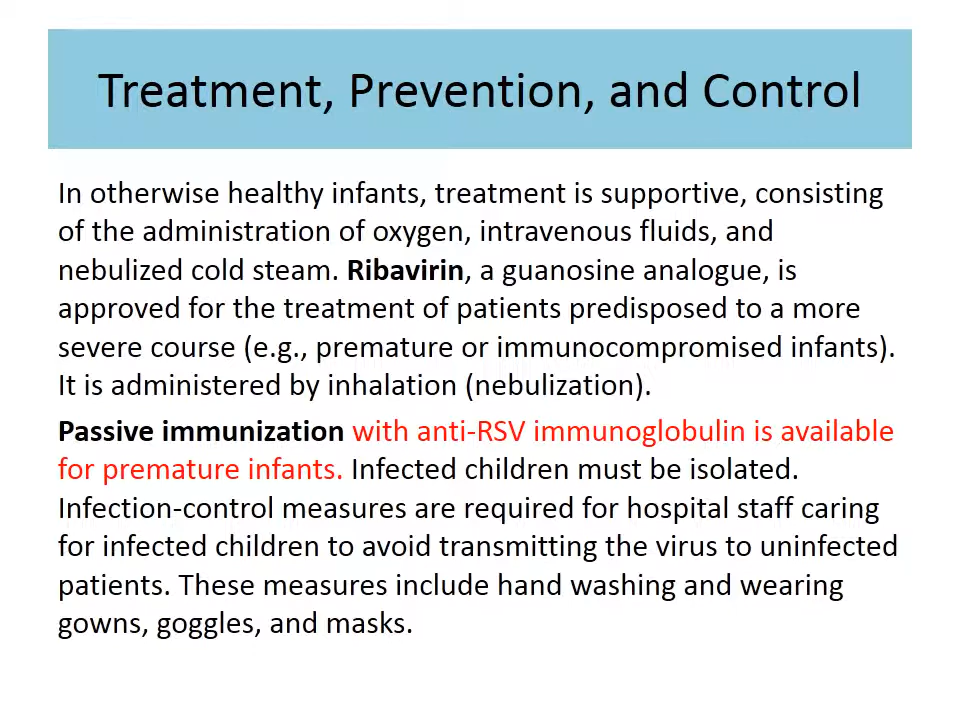 Treatment, Prevention, and Control
In otherwise healthy infants, treatment is supportive, consisting
of the administration of oxygen, intravenous fluids, and
nebulized cold steam. Ribavirin, a guanosine analogue, is
approved for the treatment of patients predisposed to a more
severe course (e.g., premature or immunocompromised infants).
It is administered by inhalation (nebulization).
Passive immunization with anti-RSV immunoglobulin is available
for premature infants. Infected children must be isolated.
Infection-control measures are required for hospital staff caring
for infected children to avoid transmitting the virus to uninfected
patients. These measures include hand washing and wearing
gowns, goggles, and masks.